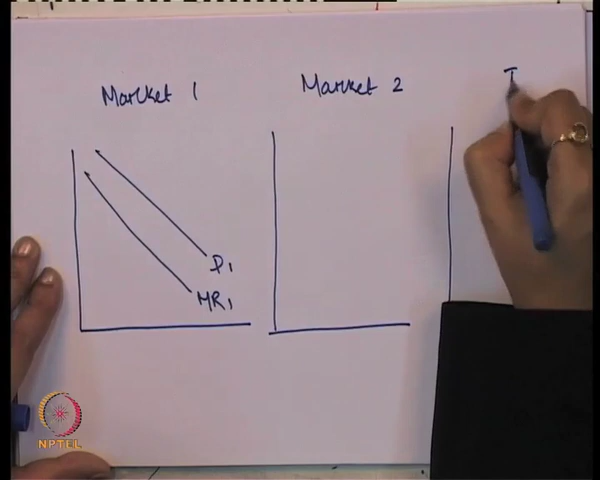 Market 1
Market 2
T
D1
MR1
NPTEL